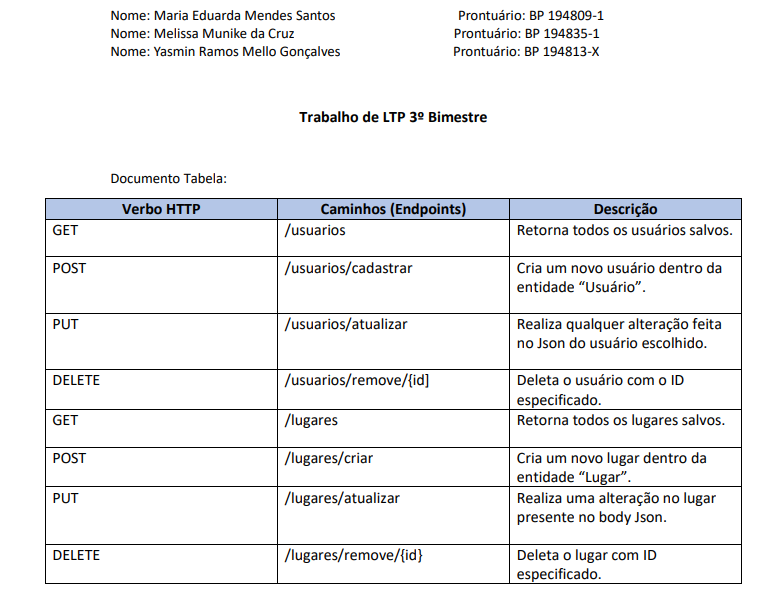 Nome: Maria Eduarda Mendes Santos Prontuário: BP 194809-1
Nome: Melissa Munike da Cruz Prontuário: BP 194835-1
Nome: Yasmin Ramos Mello Gonçalves Prontuário: BP 194813-X
Trabalho de LTP 3º Bimestre
Documento Tabela:
Verbo HTTP Caminhos (Endpoints) Descrição
GET /usuarios Retorna todos os usuários salvos.
POST /usuarios/cadastrar Cria um novo usuário dentro da
entidade “Usuário”.
PUT /usuarios/atualizar Realiza qualquer alteração feita
no Json do usuário escolhido.
DELETE /usuarios/remove/{id] Deleta o usuário com o ID
especificado.
GET /lugares Retorna todos os lugares salvos.
POST /lugares/criar Cria um novo lugar dentro da
entidade “Lugar”.
PUT /lugares/atualizar Realiza uma alteração no lugar
presente no body Json.
DELETE /lugares/remove/{id} Deleta o lugar com ID
especificado.